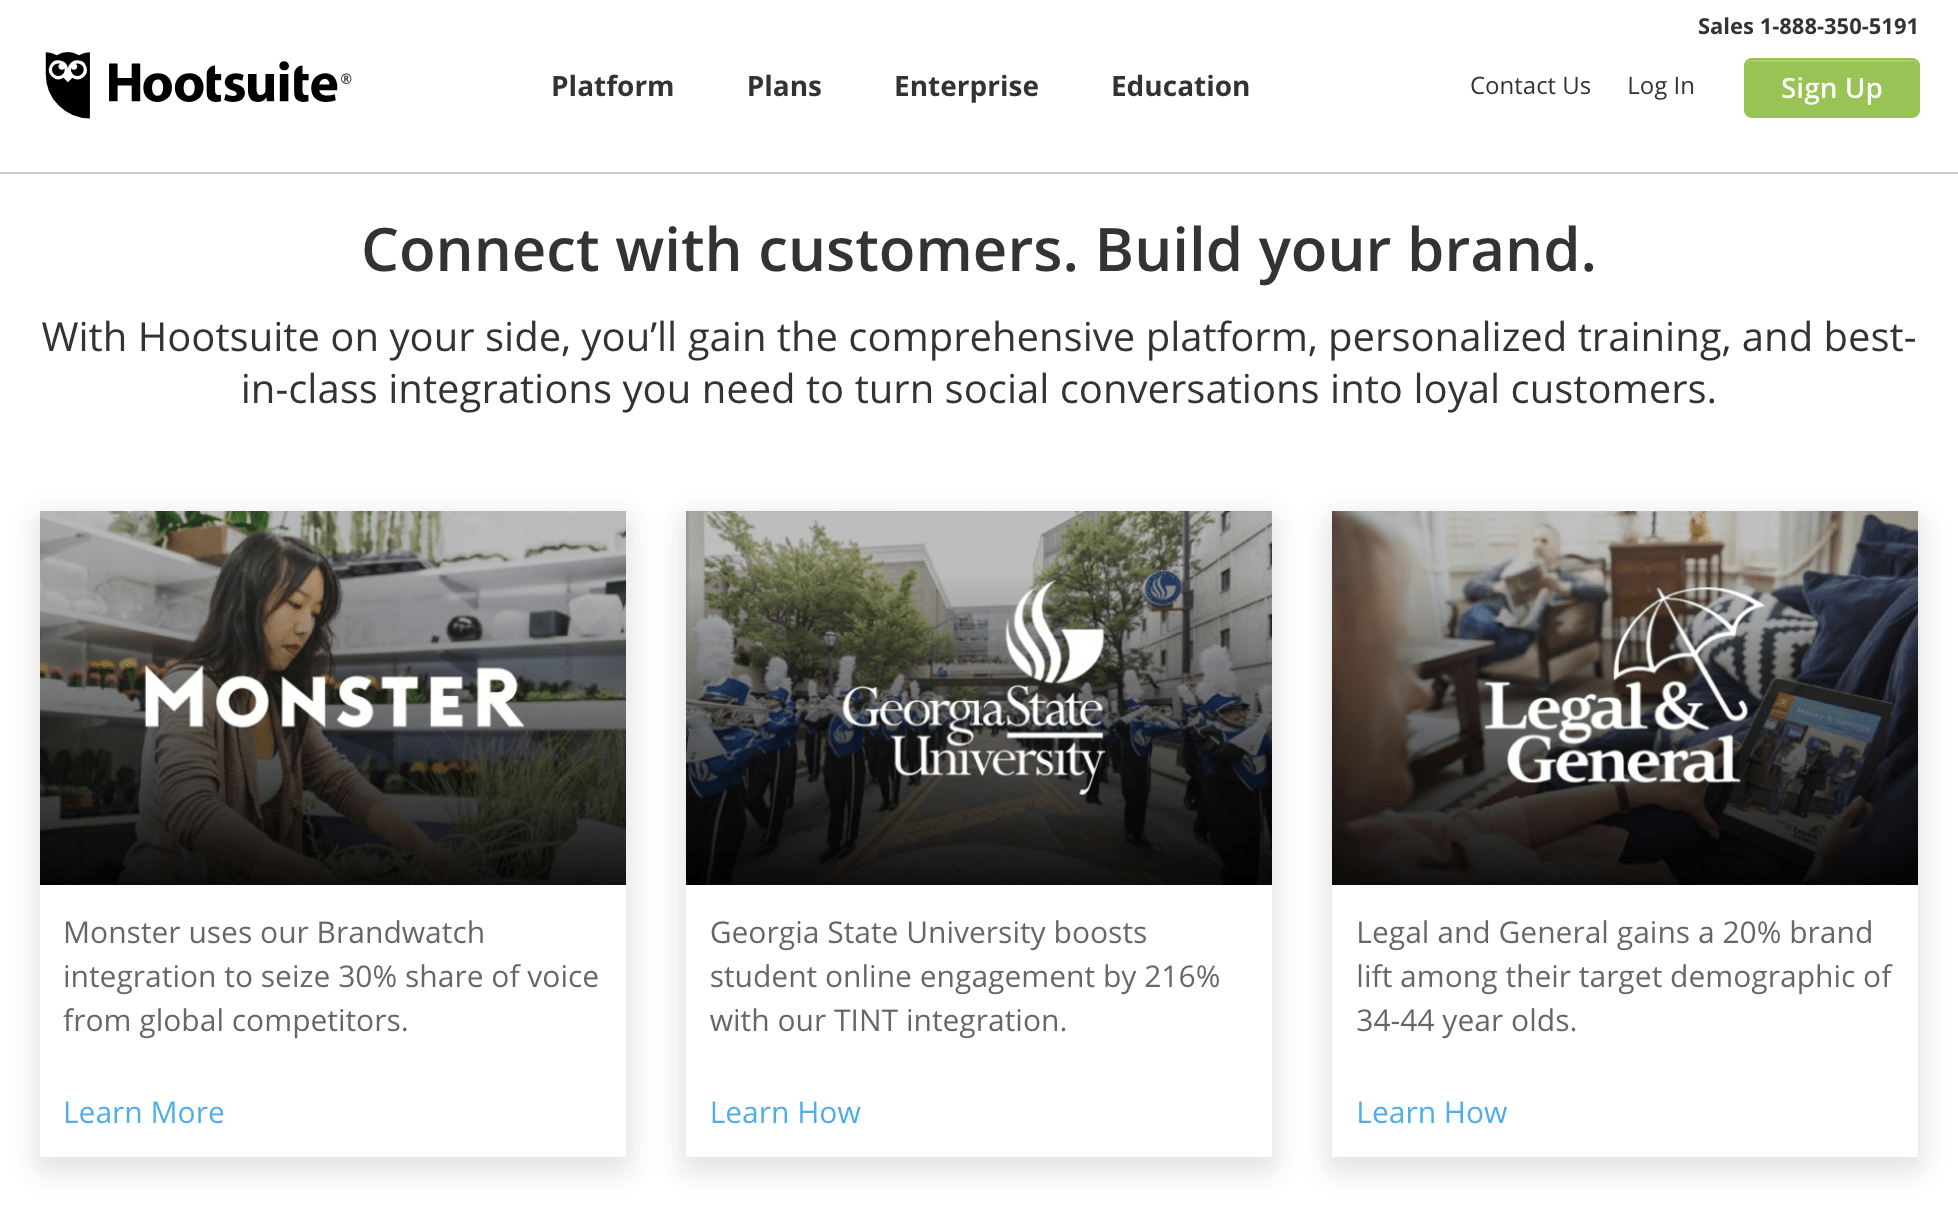 Sales 1-888-350-5191
Hootsuite®
Platform
Plans
Enterprise
Education
Contact Us
Log In
Sign Up
Connect with customers. Build your brand.
With Hootsuite on your side, you’ll gain the comprehensive platform, personalized training, and best-
in-class integrations you need to turn social conversations into loyal customers.
MONSTER
Monster uses our Brandwatch
integration to seize 30% share of voice
from global competitors.
Learn More
GeorgiaState
University
Georgia State University boosts
student online engagement by 216%
with our TINT integration.
Learn How
Legal &
General
Money &
Legal and General gains a 20% brand
lift among their target demographic of
34-44 year olds.
Learn How